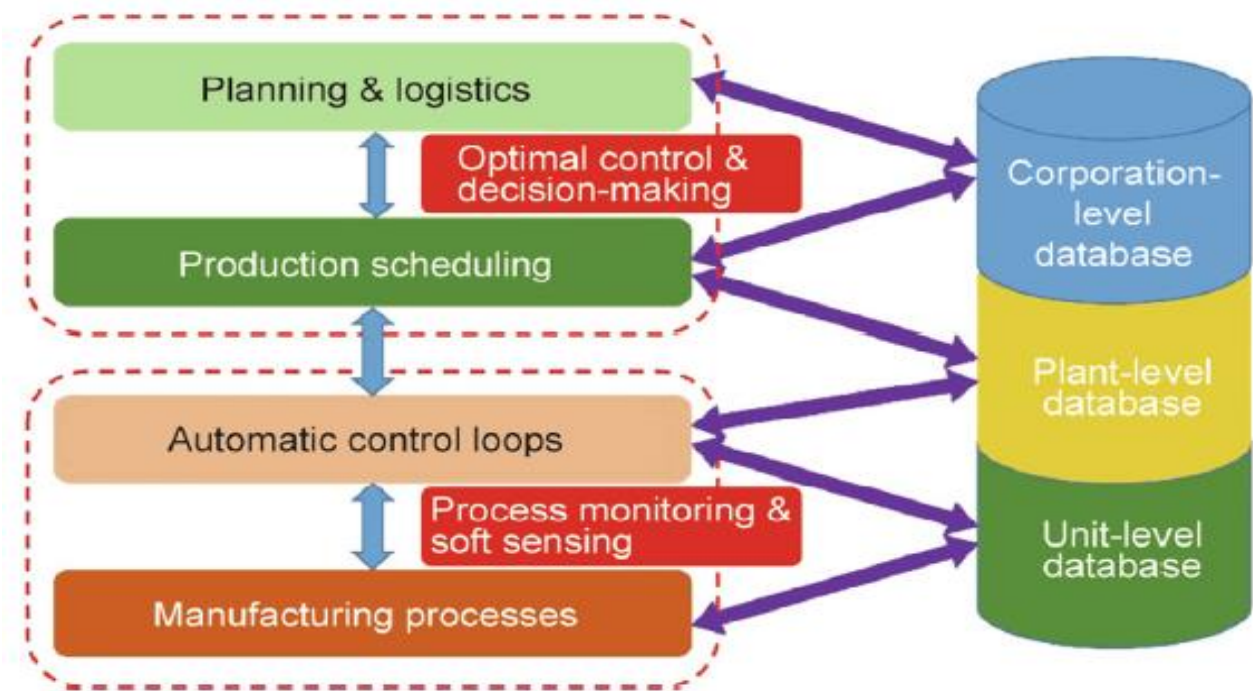 Planning & logistics
Optimal control &
decision-making
Production scheduling
Automatic control loops
Process monitoring &
soft sensing
Manufacturing processes
Corporation-
level
database
Plant-level
database
Unit-level
database